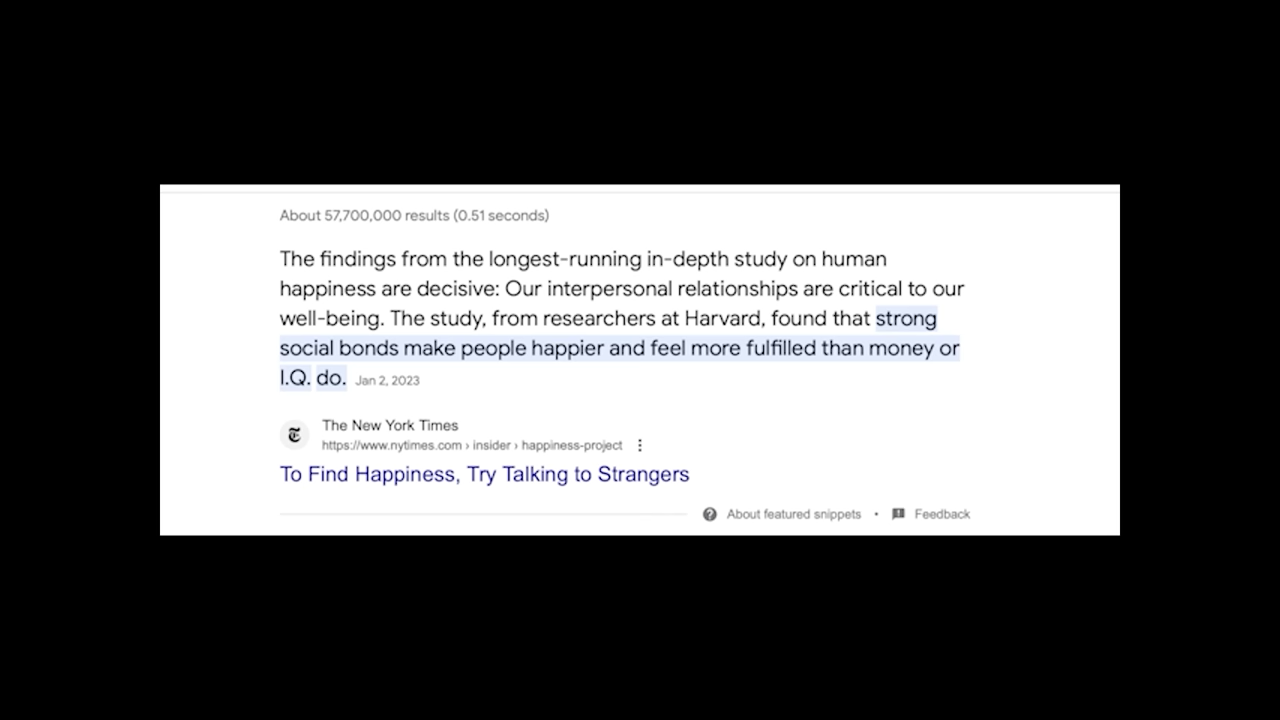 About 57,700,000 results (0.51 seconds)
The findings from the longest-running in-depth study on human
happiness are decisive: Our interpersonal relationships are critical to our
well-being. The study, from researchers at Harvard, found that strong
social bonds make people happier and feel more fulfilled than money or
I.Q. do. Jan 2, 2023
The New York Times
https://www.nytimes.com › insider › happiness-project
To Find Happiness, Try Talking to Strangers
About featured snippets • Feedback